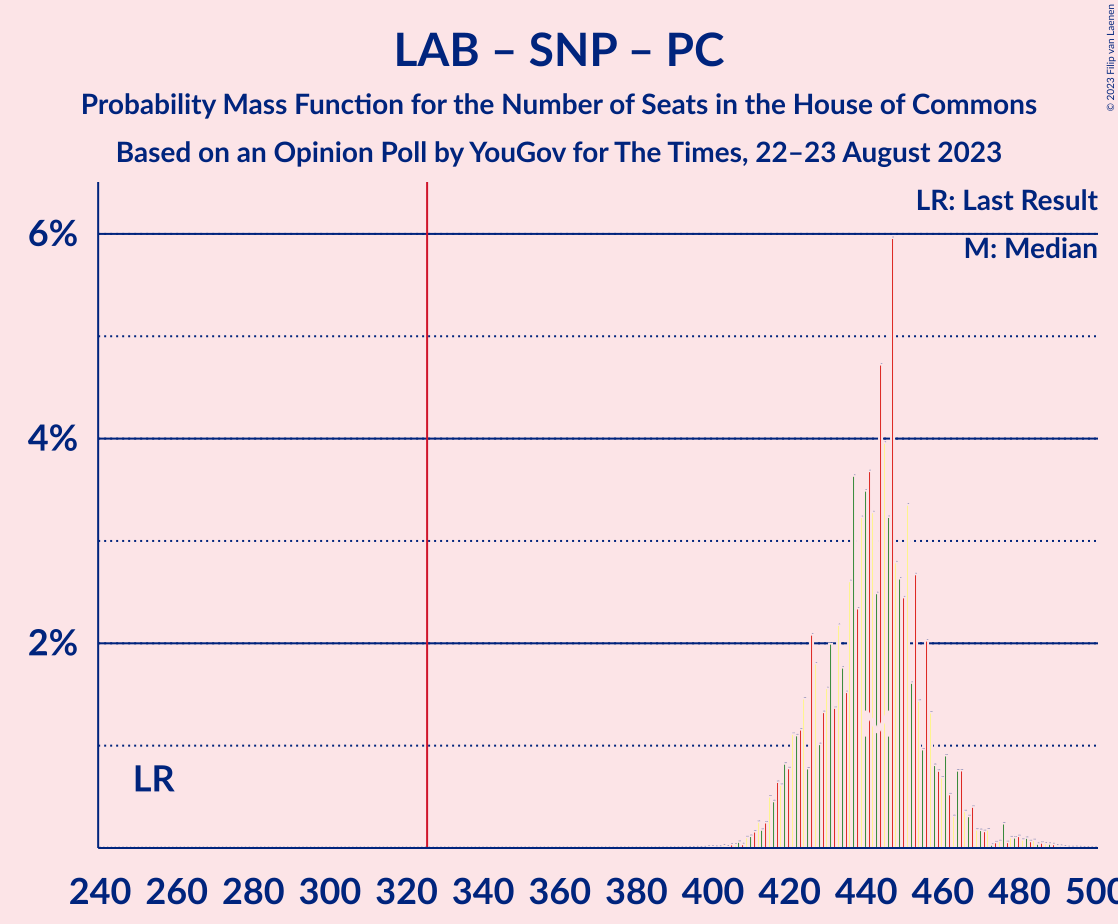 LAB – SNP – PC
Probability Mass Function for the Number of Seats in the House of Commons
Based on an Opinion Poll by YouGov for The Times, 22–23 August 2023
© 2023 Filip van Laenen
LR: Last Result
M: Median
6%
4%
2%
LR
240 260 280 300 320 340 360 380 400 420 440 460 480 500